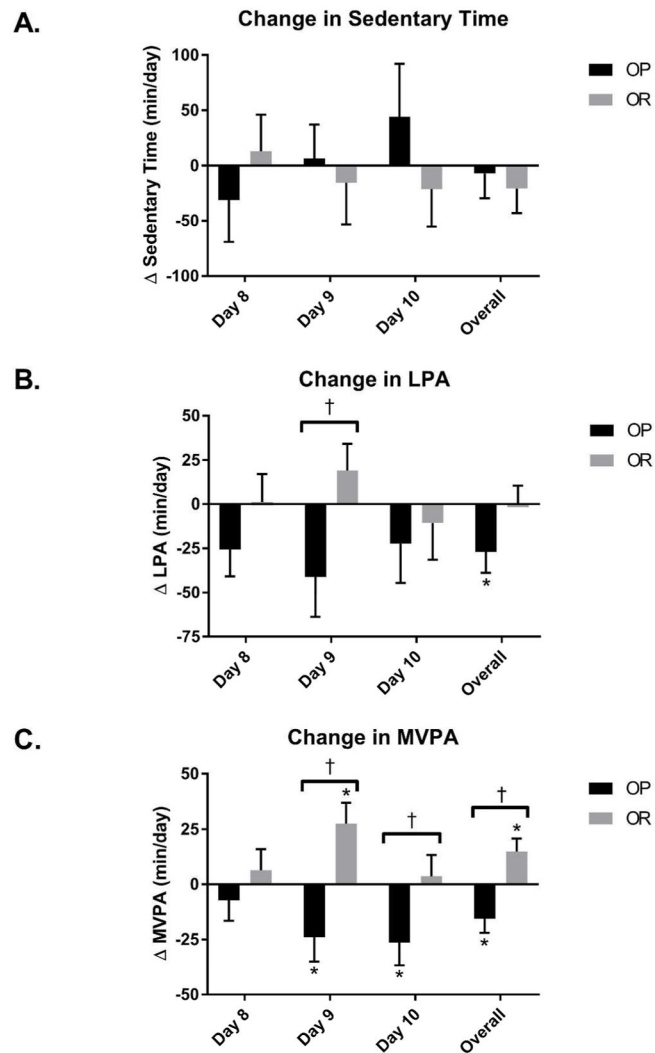 A.
Change in Sedentary Time
Δ Sedentary Time (min/day)
100
50
0
-50
-100
Day 8
Day 9
Day 10
Overall
OP
OR
B.
Change in LPA
Δ LPA (min/day)
50
25
0
-25
-50
-75
†
*
Day 8
Day 9
Day 10
Overall
OP
OR
C.
Change in MVPA
Δ MVPA (min/day)
50
25
0
-25
-50
† † †
* *
* * *
Day 8
Day 9
Day 10
Overall
OP
OR